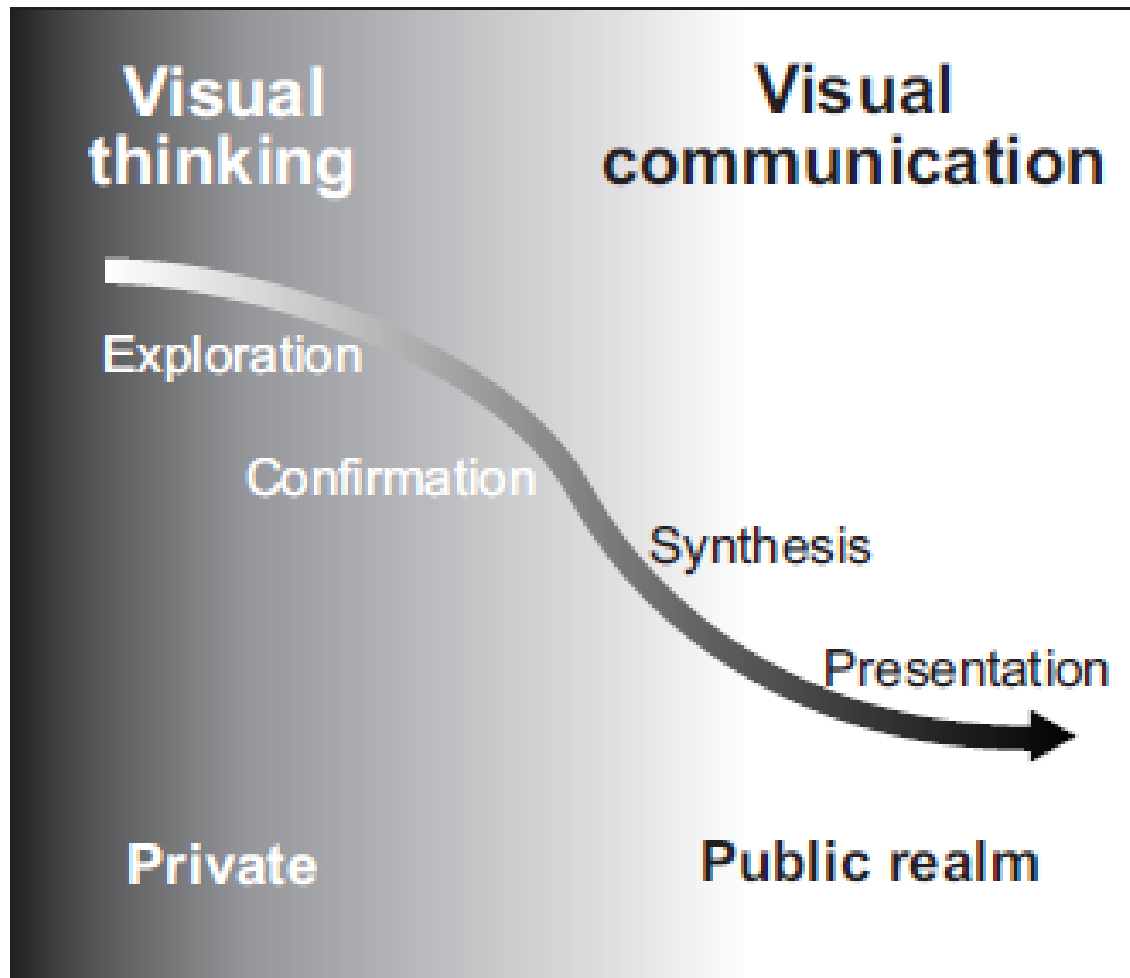 Visual
thinking
Visual
communication
Exploration
Confirmation
Synthesis
Presentation
Private
Public realm